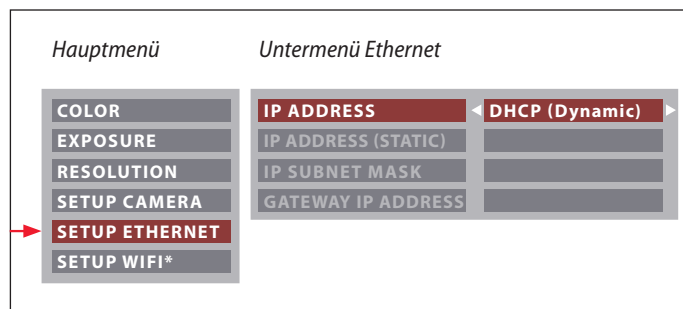 Hauptmenü
Untermenü Ethernet
COLOR
EXPOSURE
RESOLUTION
SETUP CAMERA
SETUP ETHERNET
SETUP WIFI*
IP ADDRESS DHCP (Dynamic)
IP ADDRESS (STATIC)
IP SUBNET MASK
GATEWAY IP ADDRESS